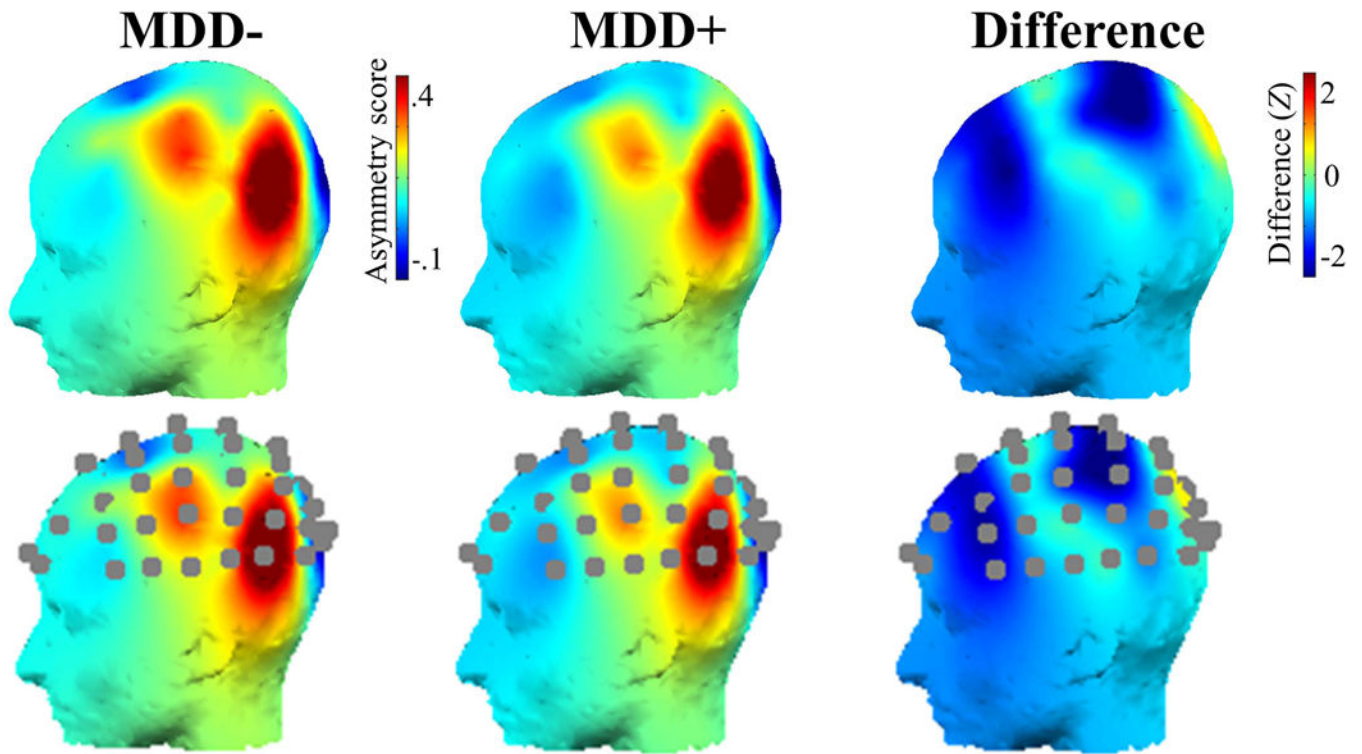 MDD-
MDD+
Difference
Asymmetry score
.4
-.1
Difference (Z)
2
0
-2